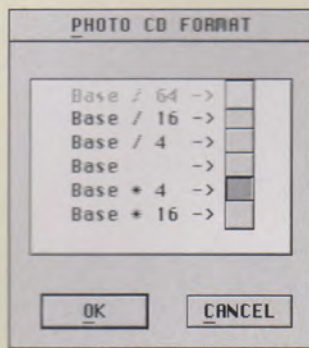 PHOTO CD FORMAT
Base / 64 ->
Base / 16 ->
Base / 4 ->
Base ->
Base * 4 ->
Base * 16 ->
OK
CANCEL